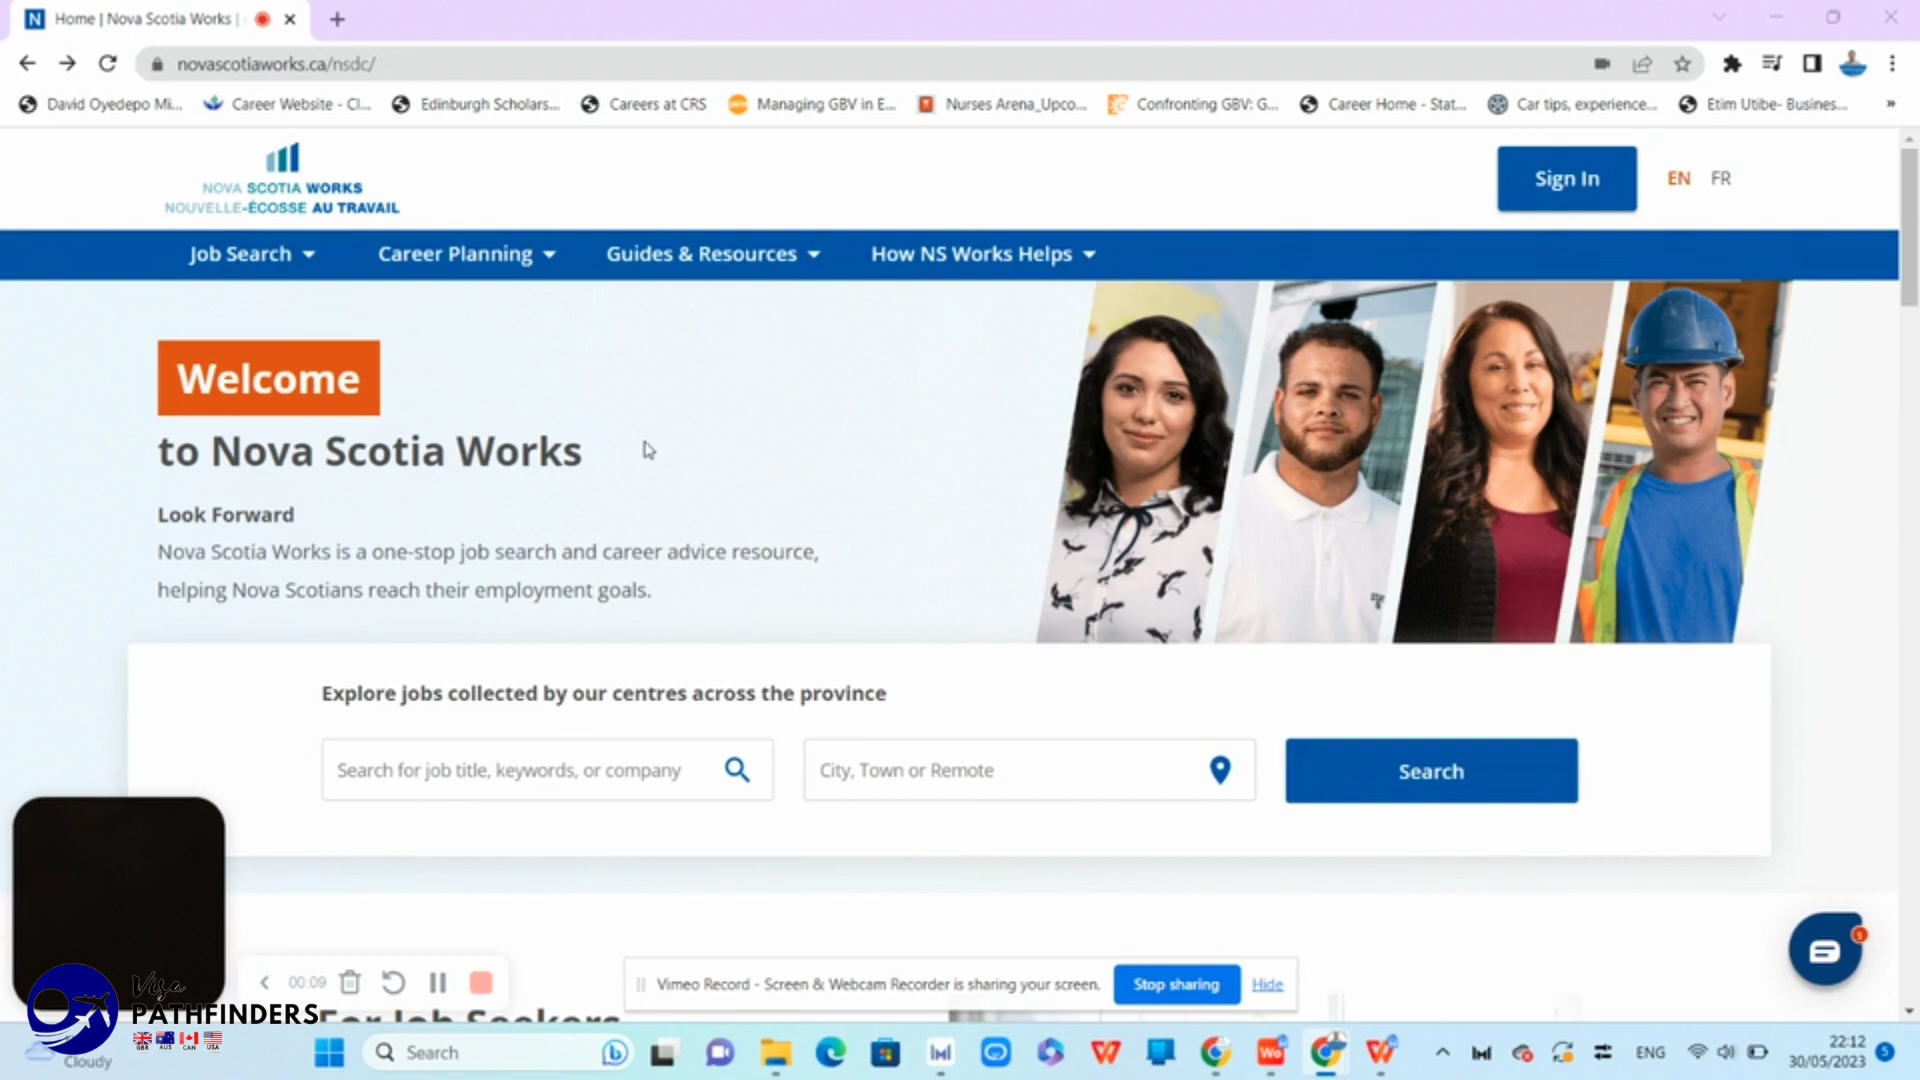 Home | Nova Scotia Works |
novascotiaworks.ca/nsdc/
David Oyedepo Mi...
Career Website - Cl...
Edinburgh Scholars...
Careers at CRS
Managing GBV in E...
Nurses Arena_Upco...
Confronting GBV: G...
Career Home - Stat...
Car tips, experience...
Etim Utibe- Busines...
»
NOVA SCOTIA WORKS
NOUVELLE-ÉCOSSE AU TRAVAIL
Sign In
EN FR
Job Search
Career Planning
Guides & Resources
How NS Works Helps
Welcome
to Nova Scotia Works
Look Forward
Nova Scotia Works is a one-stop job search and career advice resource,
helping Nova Scotians reach their employment goals.
Explore jobs collected by our centres across the province
Search for job title, keywords, or company
City, Town or Remote
Search
00:09
Vimeo Record - Screen & Webcam Recorder is sharing your screen.
Stop sharing
Hide
For Job Seekers
Visa
PATHFINDERS
GBR AUS CAN USA
Cloudy
Search
ENG
22:12
30/05/2023
5